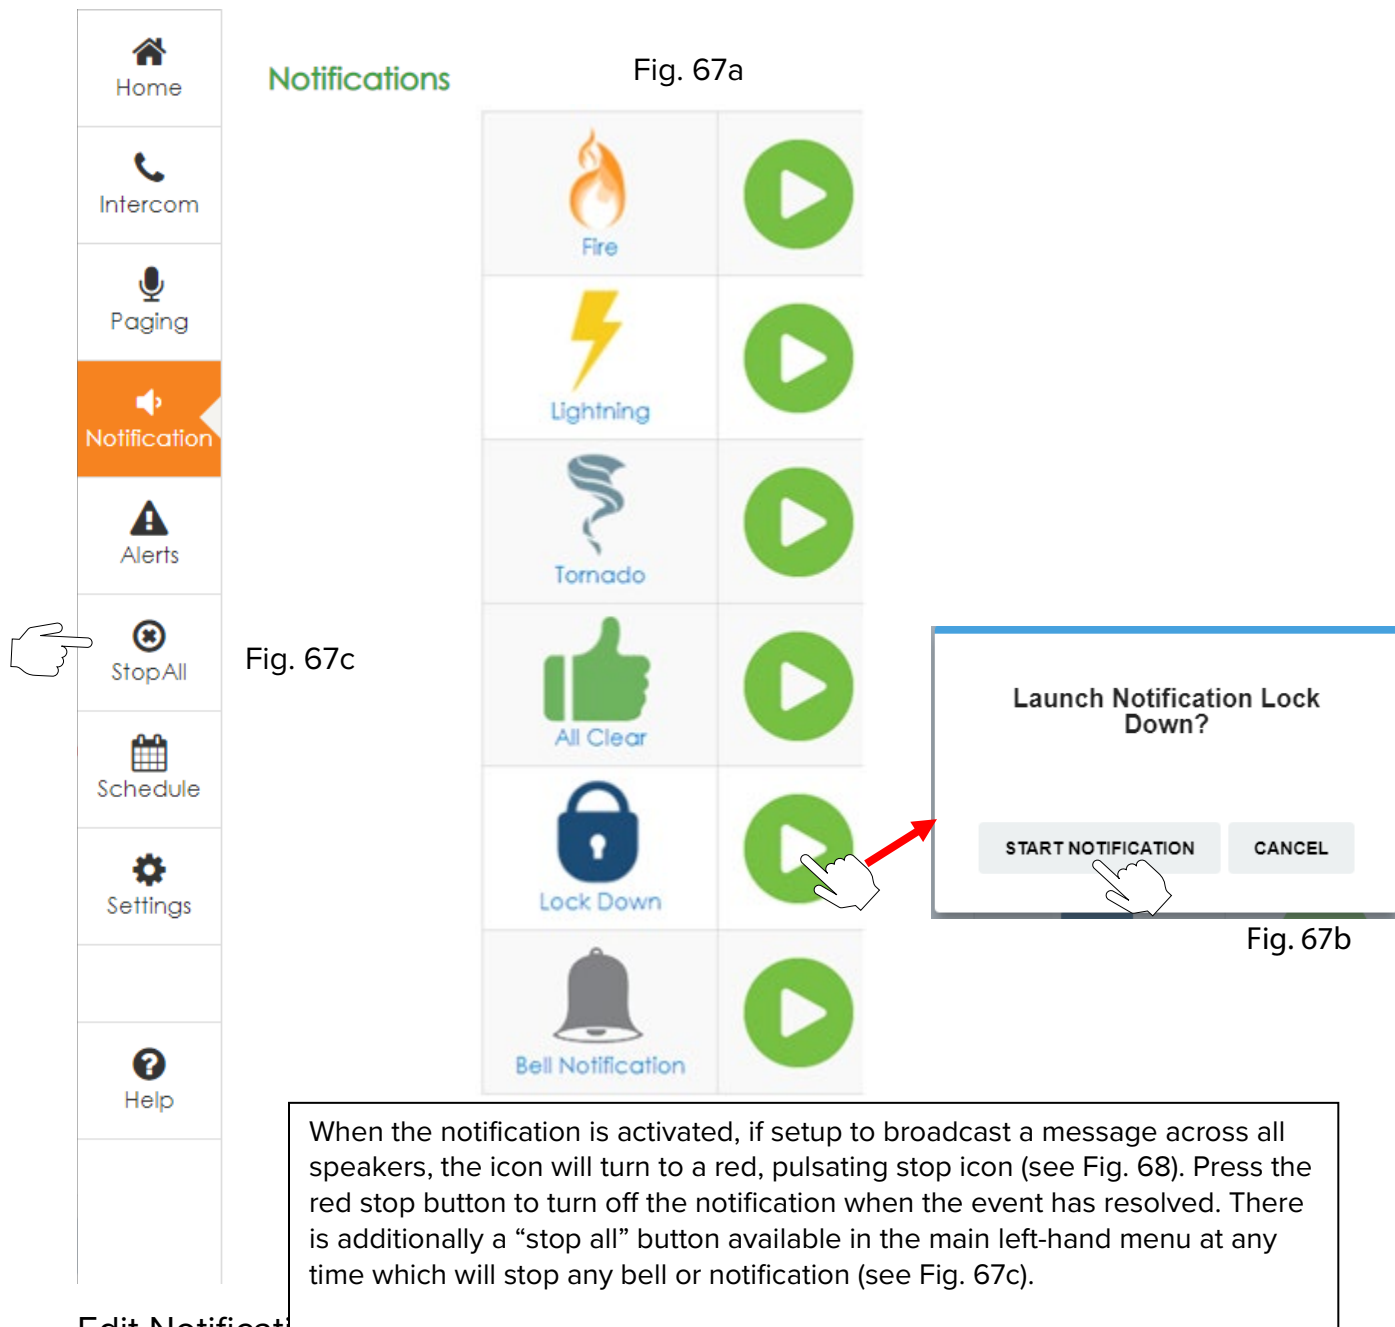 Home
Intercom
Paging
Notification
Alerts
StopAll
Schedule
Settings
Help
Notifications
Fig. 67a
Fire
Lightning
Tornado
All Clear
Lock Down
Bell Notification
Fig. 67c
Launch Notification Lock
Down?
START NOTIFICATION
CANCEL
Fig. 67b
When the notification is activated, if setup to broadcast a message across all
speakers, the icon will turn to a red, pulsating stop icon (see Fig. 68). Press the
red stop button to turn off the notification when the event has resolved. There
is additionally a “stop all” button available in the main left-hand menu at any
time which will stop any bell or notification (see Fig. 67c).
Edit Notificati